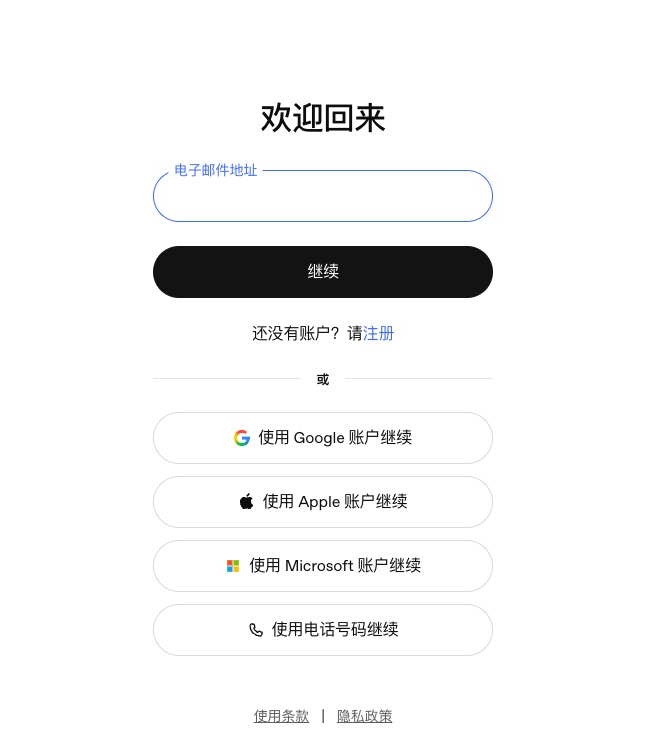 欢迎回来
电子邮件地址
继续
还没有账户？请注册
或
使用 Google 账户继续
使用 Apple 账户继续
使用 Microsoft 账户继续
使用电话号码继续
使用条款 | 隐私政策